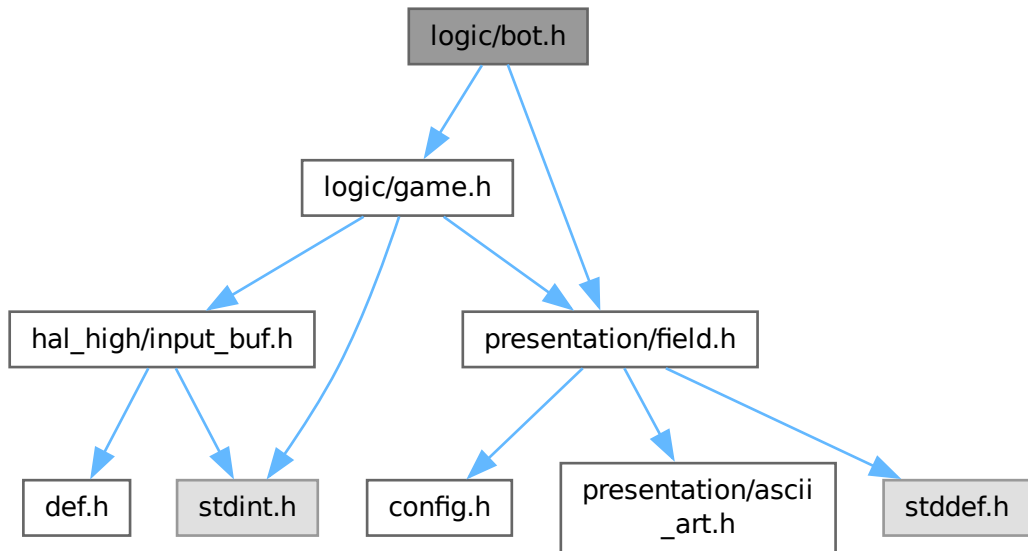 logic/bot.h
logic/game.h
hal_high/input_buf.h
presentation/field.h
def.h
stdint.h
config.h
presentation/ascii
_art.h
stddef.h